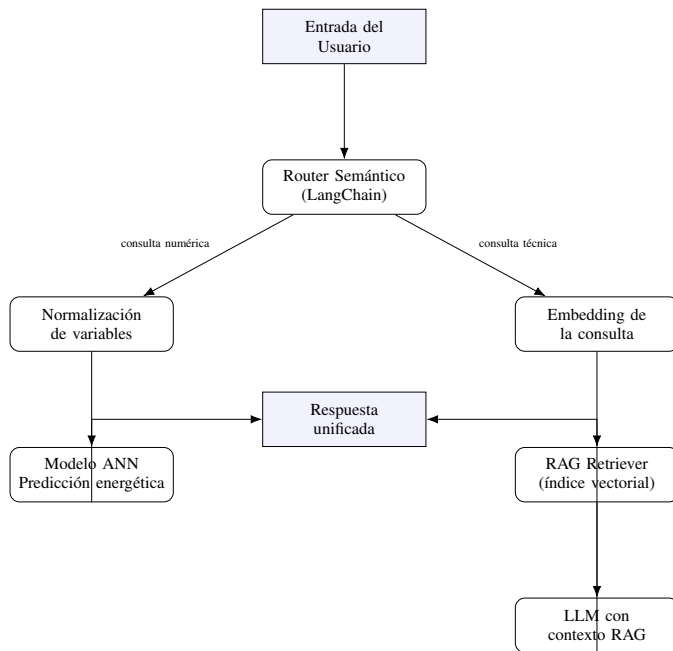 Entrada del
Usuario
Router Semántico
(LangChain)
consulta numérica
consulta técnica
Normalización
de variables
Embedding de
la consulta
Respuesta
unificada
Modelo ANN
Predicción energética
RAG Retriever
(índice vectorial)
LLM con
contexto RAG